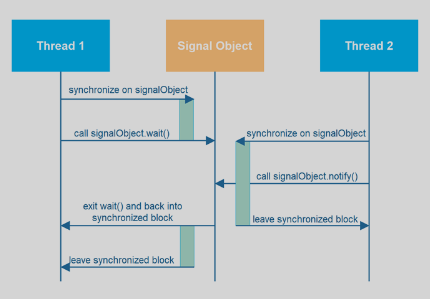 Thread 1
Signal Object
Thread 2
synchronize on signalObject
call signalObject.wait()
synchronize on signalObject
call signalObject.notify()
exit wait() and back into
synchronized block
leave synchronized block
leave synchronized block